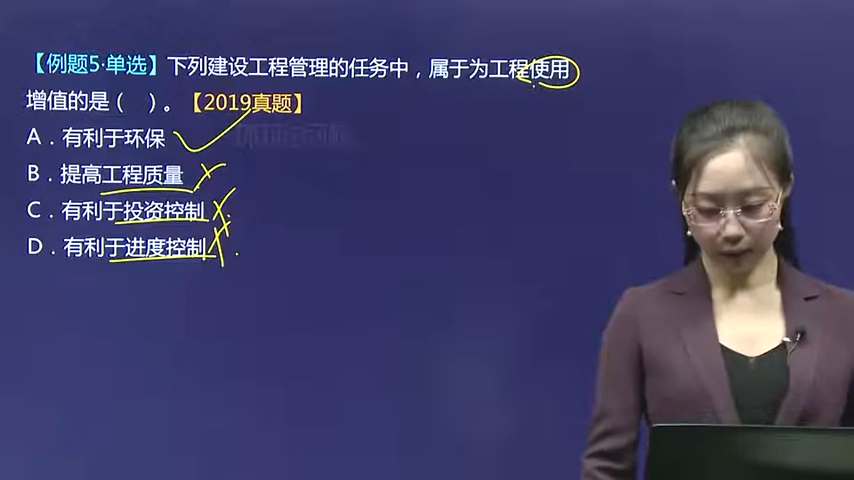 【例题5·单选】下列建设工程管理的任务中，属于为工程使用
增值的是（ ）。【2019真题】
A．有利于环保
B．提高工程质量
C．有利于投资控制
D．有利于进度控制